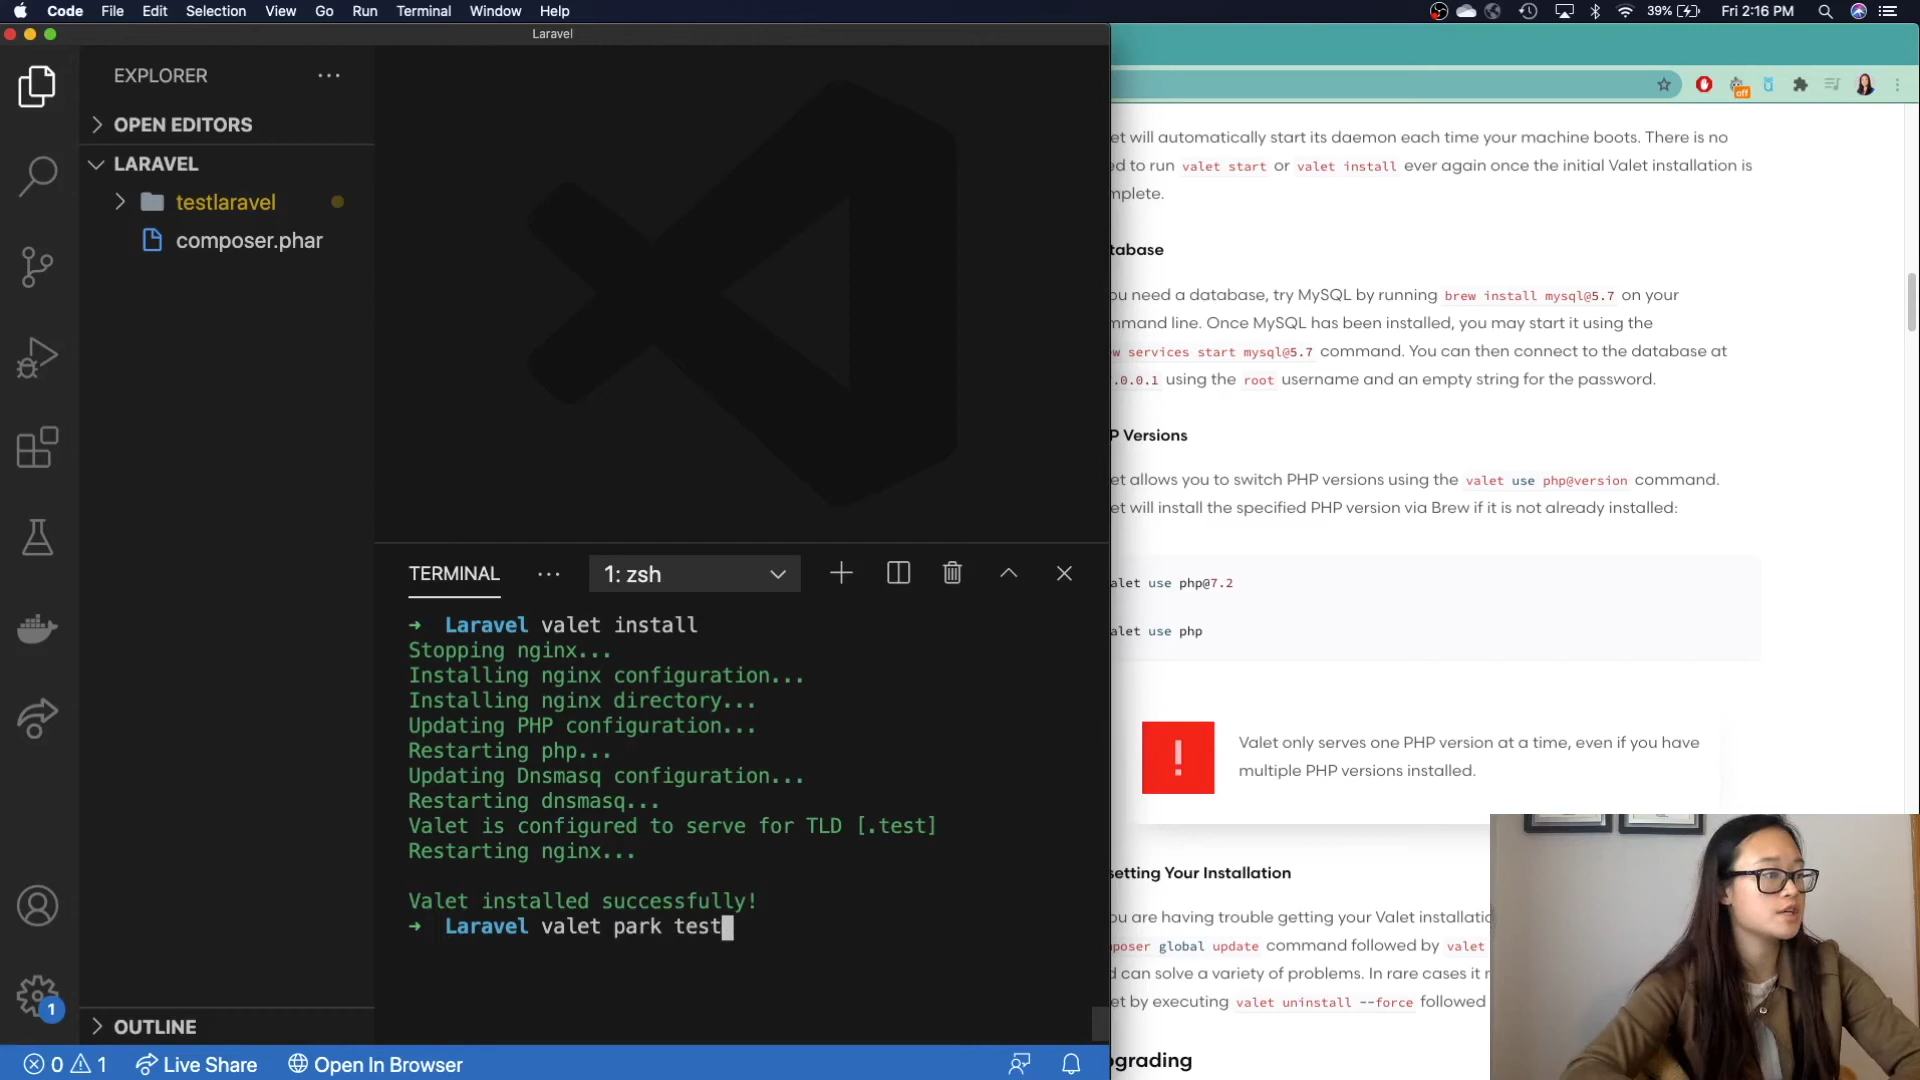 Code File Edit Selection View Go Run Terminal Window Help
39% Fri 2:16 PM
Laravel
EXPLORER
OPEN EDITORS
LARAVEL
testlaravel
composer.phar
TERMINAL
1: zsh
→ Laravel valet install
Stopping nginx...
Installing nginx configuration...
Installing nginx directory...
Updating PHP configuration...
Restarting php...
Updating Dnsmasq configuration...
Restarting dnsmasq...
Valet is configured to serve for TLD [.test]
Restarting nginx...
Valet installed successfully!
→ Laravel valet park test
1
OUTLINE
0 1 Live Share Open In Browser
off
et will automatically start its daemon each time your machine boots. There is no
ed to run valet start or valet install ever again once the initial Valet installation is
mplete.
tabase
ou need a database, try MySQL by running brew install mysql@5.7 on your
mmand line. Once MySQL has been installed, you may start it using the
w services start mysql@5.7 command. You can then connect to the database at
.0.0.1 using the root username and an empty string for the password.
P Versions
et allows you to switch PHP versions using the valet use php@version command.
et will install the specified PHP version via Brew if it is not already installed:
alet use php@7.2
alet use php
!
Valet only serves one PHP version at a time, even if you have
multiple PHP versions installed.
setting Your Installation
ou are having trouble getting your Valet installati
poser global update command followed by valet
d can solve a variety of problems. In rare cases it
et by executing valet uninstall --force followed
grading